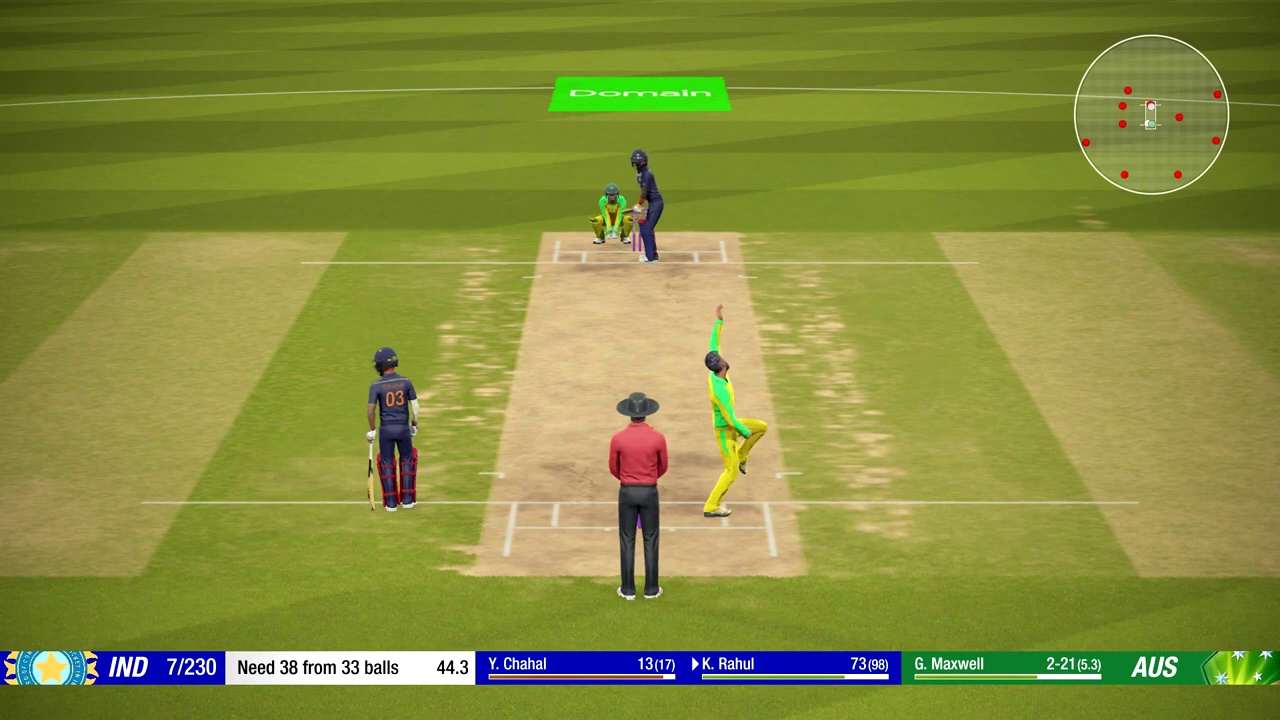 Domain
03
IND 7/230 Need 38 from 33 balls 44.3 Y. Chahal 13(17) K. Rahul 73(98) G. Maxwell 2-21(5.3) AUS